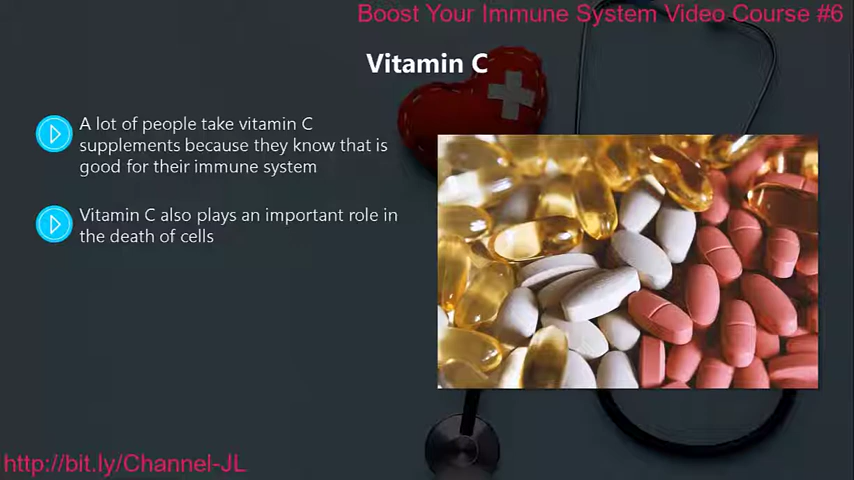 Boost Your Immune System Video Course #6
Vitamin C
A lot of people take vitamin C
supplements because they know that is
good for their immune system
Vitamin C also plays an important role in
the death of cells
http://bit.ly/Channel-JL